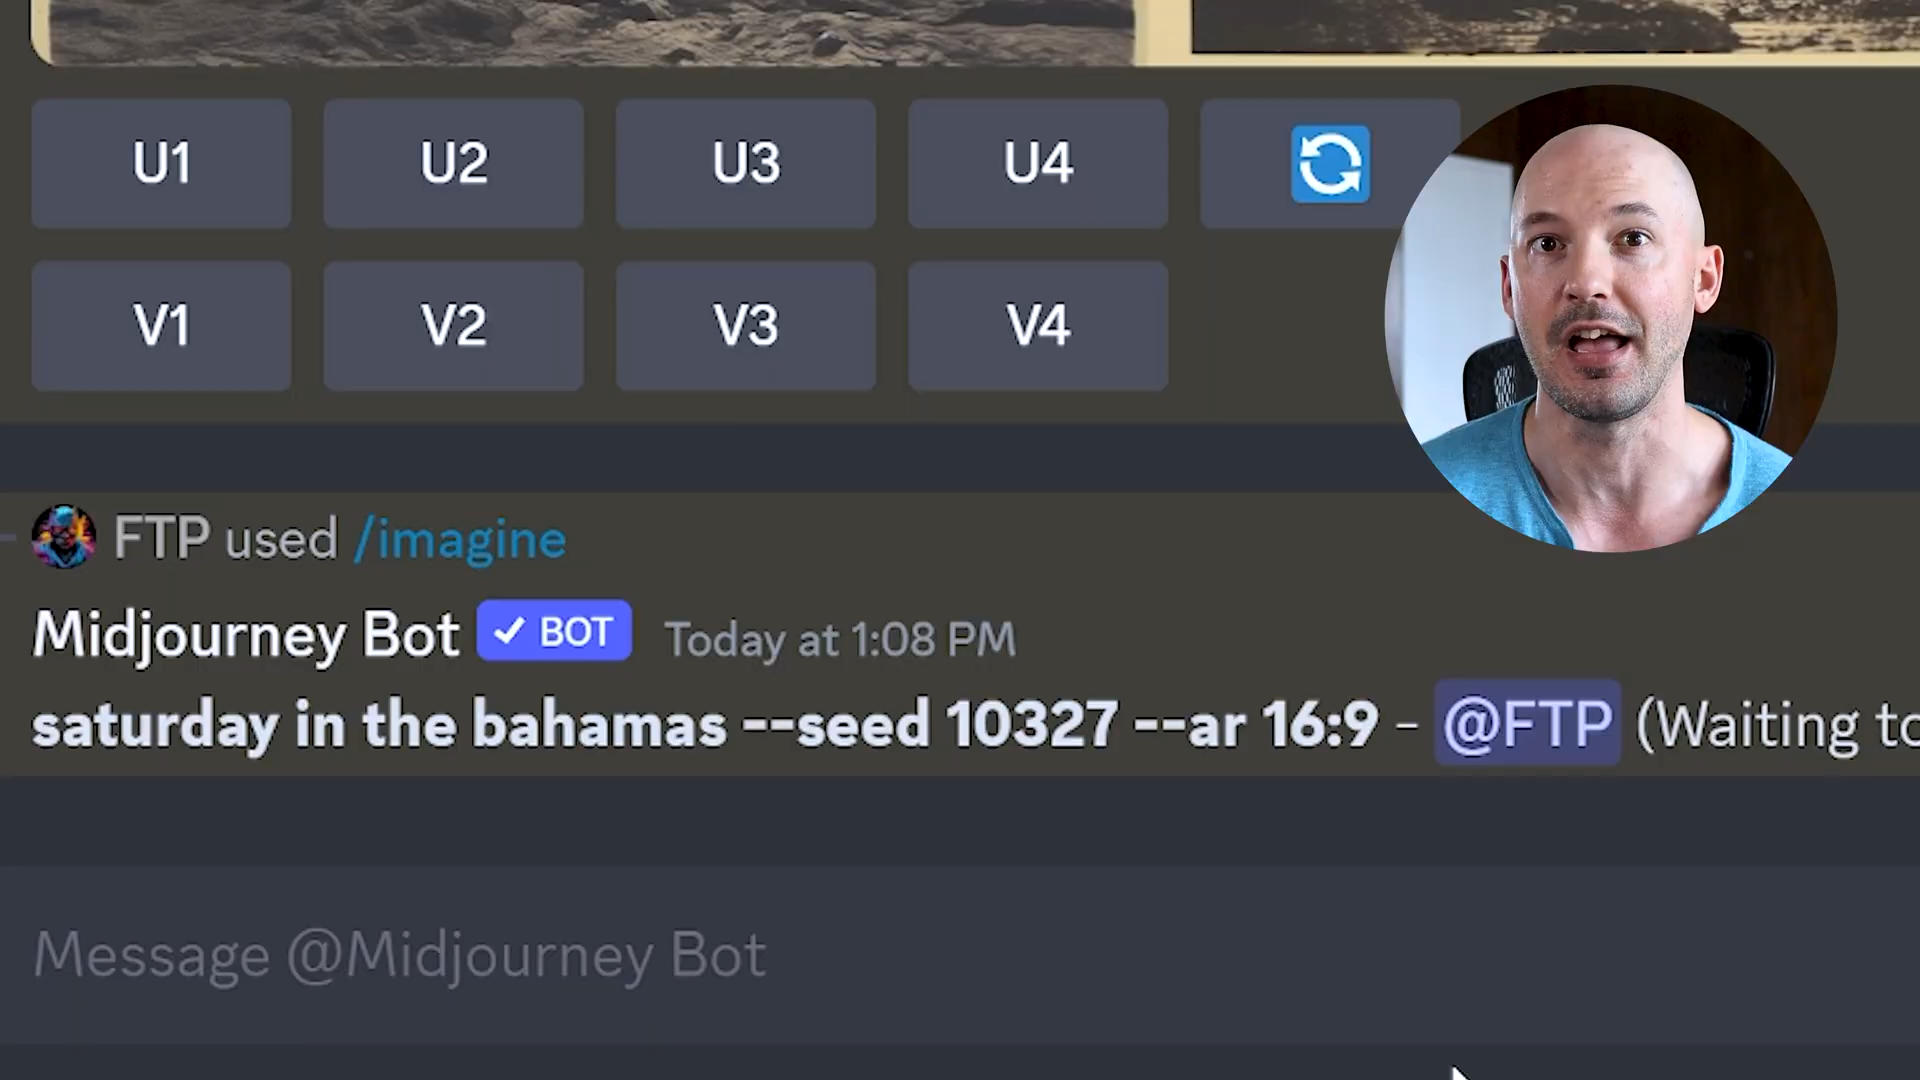 U1 U2 U3 U4
V1 V2 V3 V4
FTP used /imagine
Midjourney Bot ✓ BOT Today at 1:08 PM
saturday in the bahamas --seed 10327 --ar 16:9 - @FTP (Waiting to
Message @Midjourney Bot